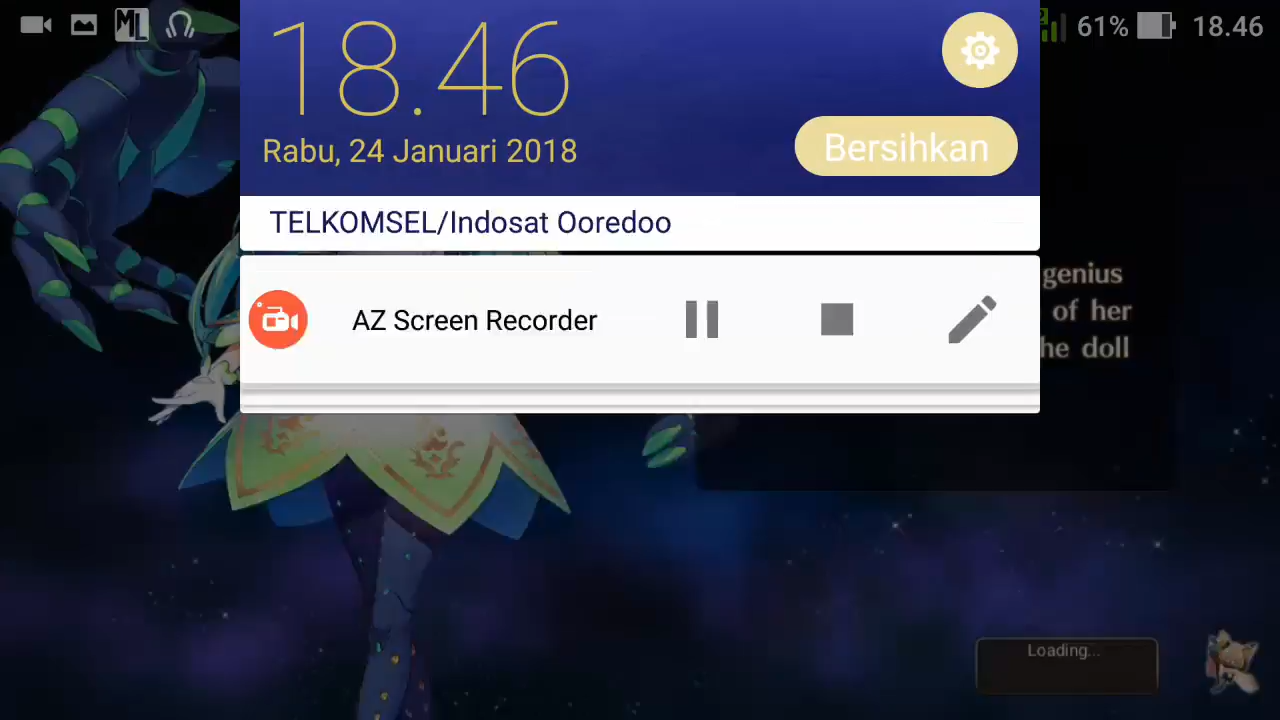 61% 18.46
18.46
Rabu, 24 Januari 2018
Bersihkan
TELKOMSEL/Indosat Ooredoo
AZ Screen Recorder
genius
of her
he doll
Loading...